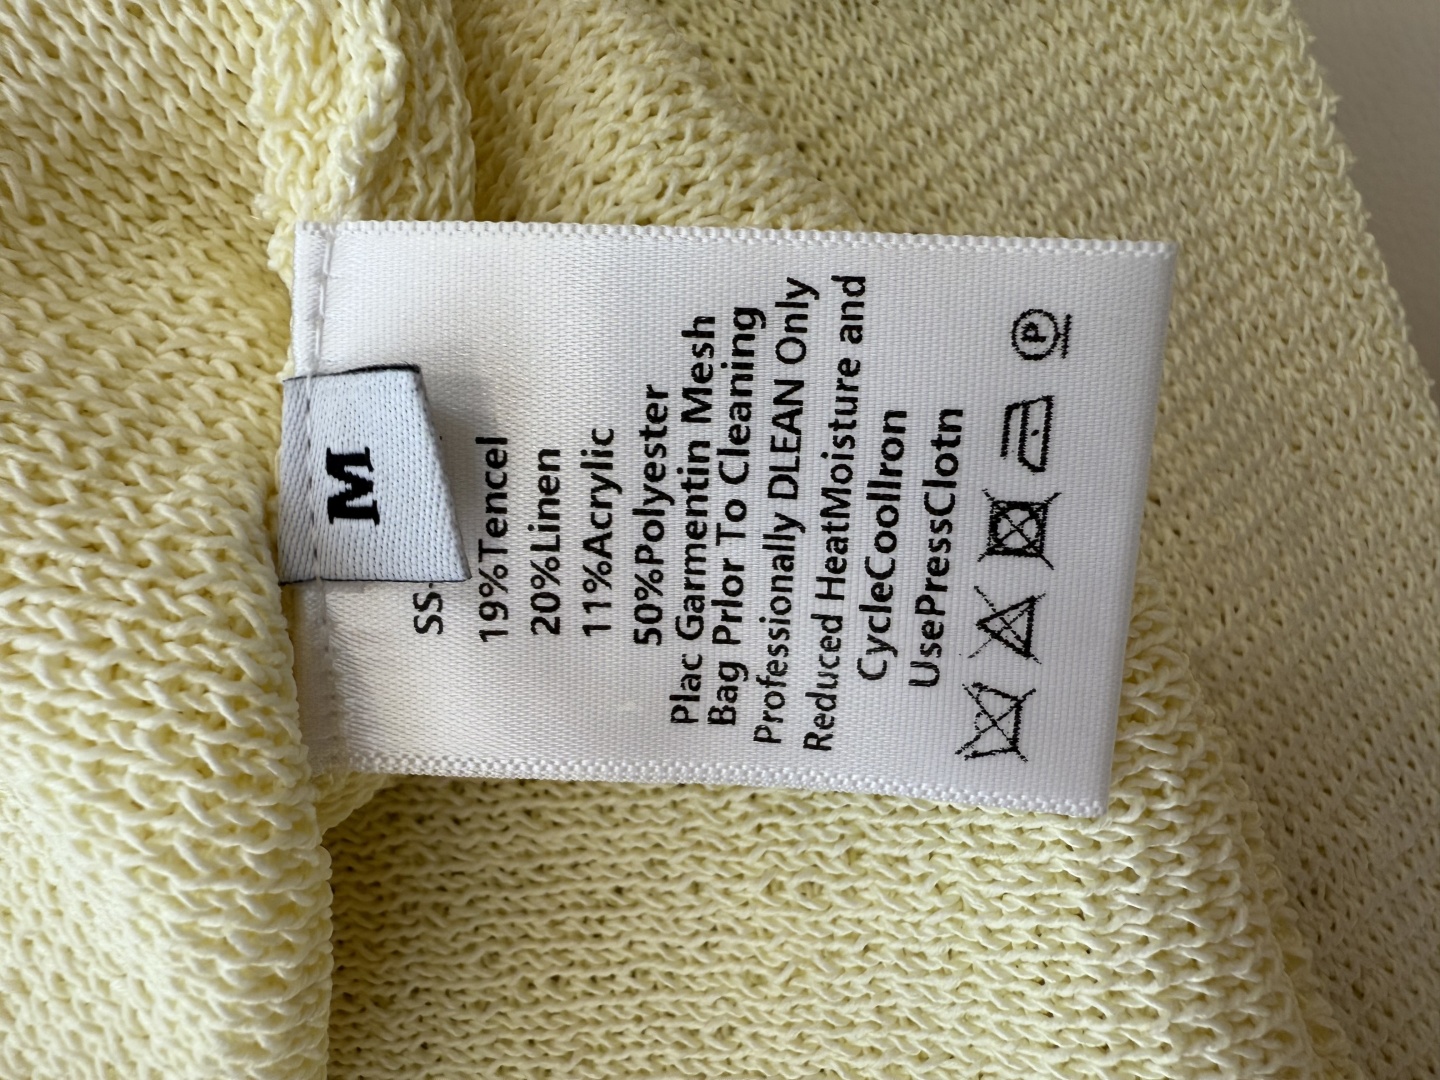 M
SS-
19%Tencel
20%Linen
11%Acrylic
50%Polyester
Plac Garmentin Mesh
Bag Prlor To Cleaning
Professionally DLEAN Only
Reduced HeatMoisture and
CycleCoolIron
UsePressClotn
P